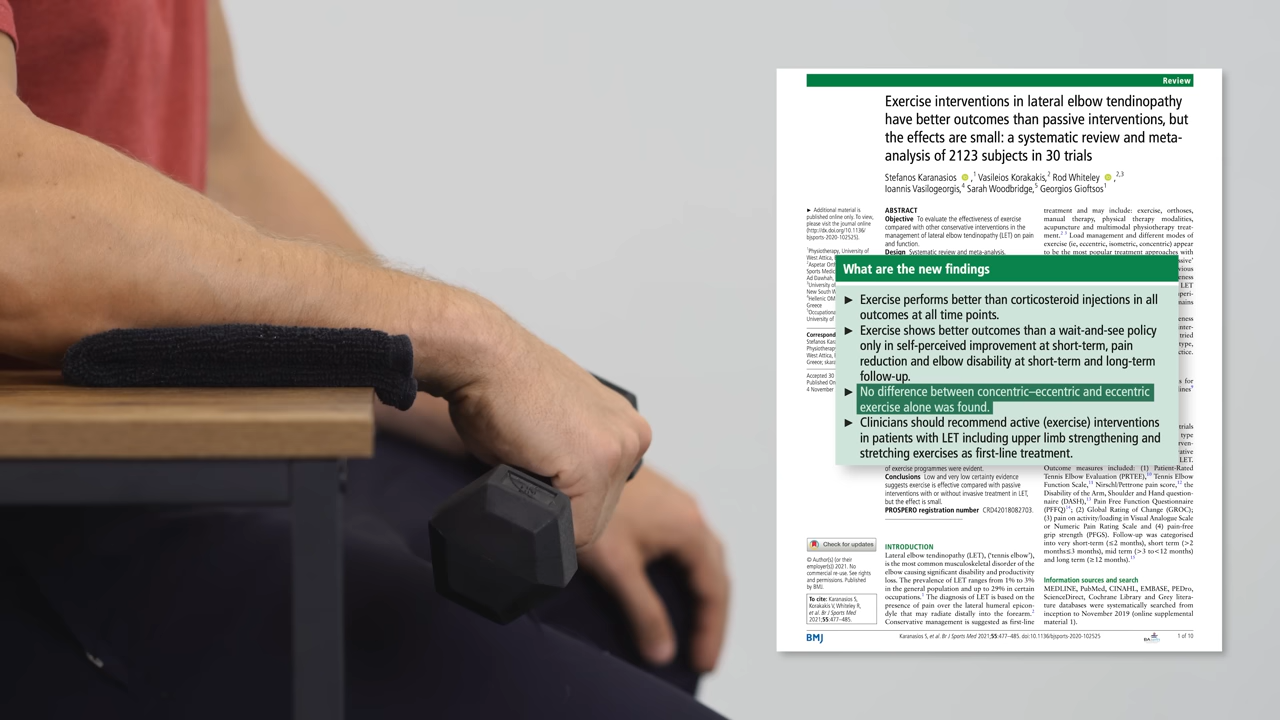 Review
Exercise interventions in lateral elbow tendinopathy
have better outcomes than passive interventions, but
the effects are small: a systematic review and meta-
analysis of 2123 subjects in 30 trials
Stefanos Karanasios ,1 Vasileios Korakakis,2 Rod Whiteley ,2,3
Ioannis Vasilogeorgis,4 Sarah Woodbridge,5 Georgios Gioftsos1
► Additional material is
published online only. To view,
please visit the journal online
(http://dx.doi.org/10.1136/
bjsports-2020-102525).
1Physiotherapy, University of
West Attica,
2Aspetar Ort
Sports Medic
Ad Dawhah,
3University of
New South W
4Hellenic OM
Greece
5Occupationa
University of
Correspond
Stefanos Kara
Physiotherap
West Attica,
Greece; skara
Accepted 30
Published On
4 November
ABSTRACT
Objective To evaluate the effectiveness of exercise
compared with other conservative interventions in the
management of lateral elbow tendinopathy (LET) on pain
and function.
Design Systematic review and meta-analysis.
treatment and may include: exercise, orthoses,
manual therapy, physical therapy modalities,
acupuncture and multimodal physiotherapy treat-
ment.2 3 Load management and different modes of
exercise (ie, eccentric, isometric, concentric) appear
to be the most popular treatment approaches with
What are the new findings
► Exercise performs better than corticosteroid injections in all
outcomes at all time points.
► Exercise shows better outcomes than a wait-and-see policy
only in self-perceived improvement at short-term, pain
reduction and elbow disability at short-term and long-term
follow-up.
► No difference between concentric–eccentric and eccentric
exercise alone was found.
► Clinicians should recommend active (exercise) interventions
in patients with LET including upper limb strengthening and
stretching exercises as first-line treatment.
of exercise programmes were evident.
Conclusions Low and very low certainty evidence
suggests exercise is effective compared with passive
interventions with or without invasive treatment in LET,
but the effect is small.
PROSPERO registration number CRD42018082703.
INTRODUCTION
Lateral elbow tendinopathy (LET), ('tennis elbow'),
is the most common musculoskeletal disorder of the
elbow causing significant disability and productivity
loss. The prevalence of LET ranges from 1% to 3%
in the general population and up to 29% in certain
occupations.1 The diagnosis of LET is based on the
presence of pain over the lateral humeral epicon-
dyle that may radiate distally into the forearm.2
Conservative management is suggested as first-line
Outcome measures included: (1) Patient-Rated
Tennis Elbow Evaluation (PRTEE),10 Tennis Elbow
Function Scale,11 Nirschl/Pettrone pain score,12 the
Disability of the Arm, Shoulder and Hand question-
naire (DASH),13 Pain Free Function Questionnaire
(PFFQ)14; (2) Global Rating of Change (GROC);
(3) pain on activity/loading in Visual Analogue Scale
or Numeric Pain Rating Scale and (4) pain-free
grip strength (PFGS). Follow-up was categorised
into very short-term (≤2 months), short term (>2
months≤3 months), mid term (>3 to<12 months)
and long term (≥12 months).15
Information sources and search
MEDLINE, PubMed, CINAHL, EMBASE, PEDro,
ScienceDirect, Cochrane Library and Grey litera-
ture databases were systematically searched from
inception to November 2019 (online supplemental
material 1).
Check for updates
© Author(s) (or their
employer(s)) 2021. No
commercial re-use. See rights
and permissions. Published
by BMJ.
To cite: Karanasios S,
Korakakis V, Whiteley R,
et al. Br J Sports Med
2021;55:477–485.
BMJ
Karanasios S, et al. Br J Sports Med 2021;55:477–485. doi:10.1136/bjsports-2020-102525
1 of 10